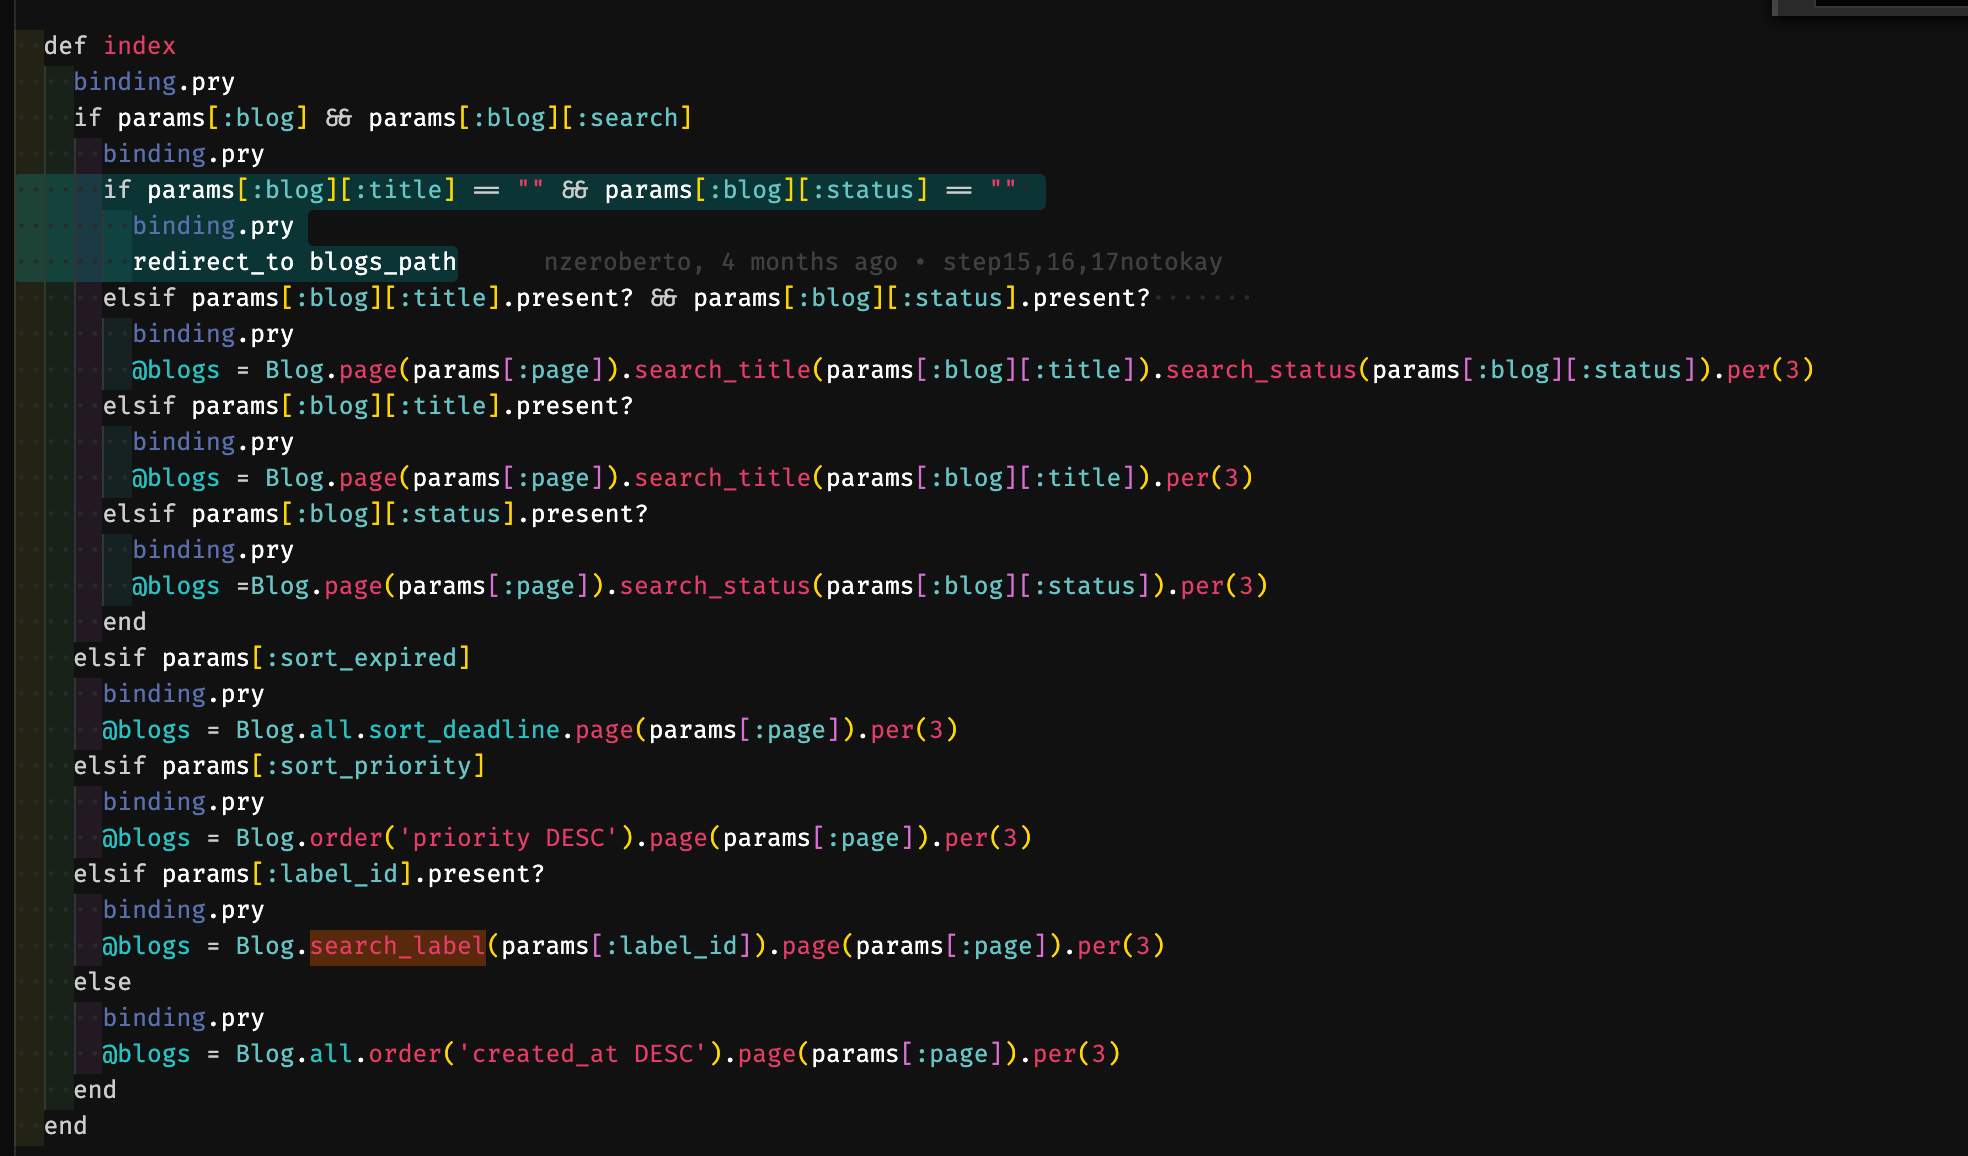 def index
binding.pry
if params[:blog] && params[:blog][:search]
binding.pry
if params[:blog][:title] == "" && params[:blog][:status] == ""
binding.pry
redirect_to blogs_path nzeroberto, 4 months ago • step15,16,17notokay
elsif params[:blog][:title].present? && params[:blog][:status].present?
binding.pry
@blogs = Blog.page(params[:page]).search_title(params[:blog][:title]).search_status(params[:blog][:status]).per(3)
elsif params[:blog][:title].present?
binding.pry
@blogs = Blog.page(params[:page]).search_title(params[:blog][:title]).per(3)
elsif params[:blog][:status].present?
binding.pry
@blogs =Blog.page(params[:page]).search_status(params[:blog][:status]).per(3)
end
elsif params[:sort_expired]
binding.pry
@blogs = Blog.all.sort_deadline.page(params[:page]).per(3)
elsif params[:sort_priority]
binding.pry
@blogs = Blog.order('priority DESC').page(params[:page]).per(3)
elsif params[:label_id].present?
binding.pry
@blogs = Blog.search_label(params[:label_id]).page(params[:page]).per(3)
else
binding.pry
@blogs = Blog.all.order('created_at DESC').page(params[:page]).per(3)
end
end